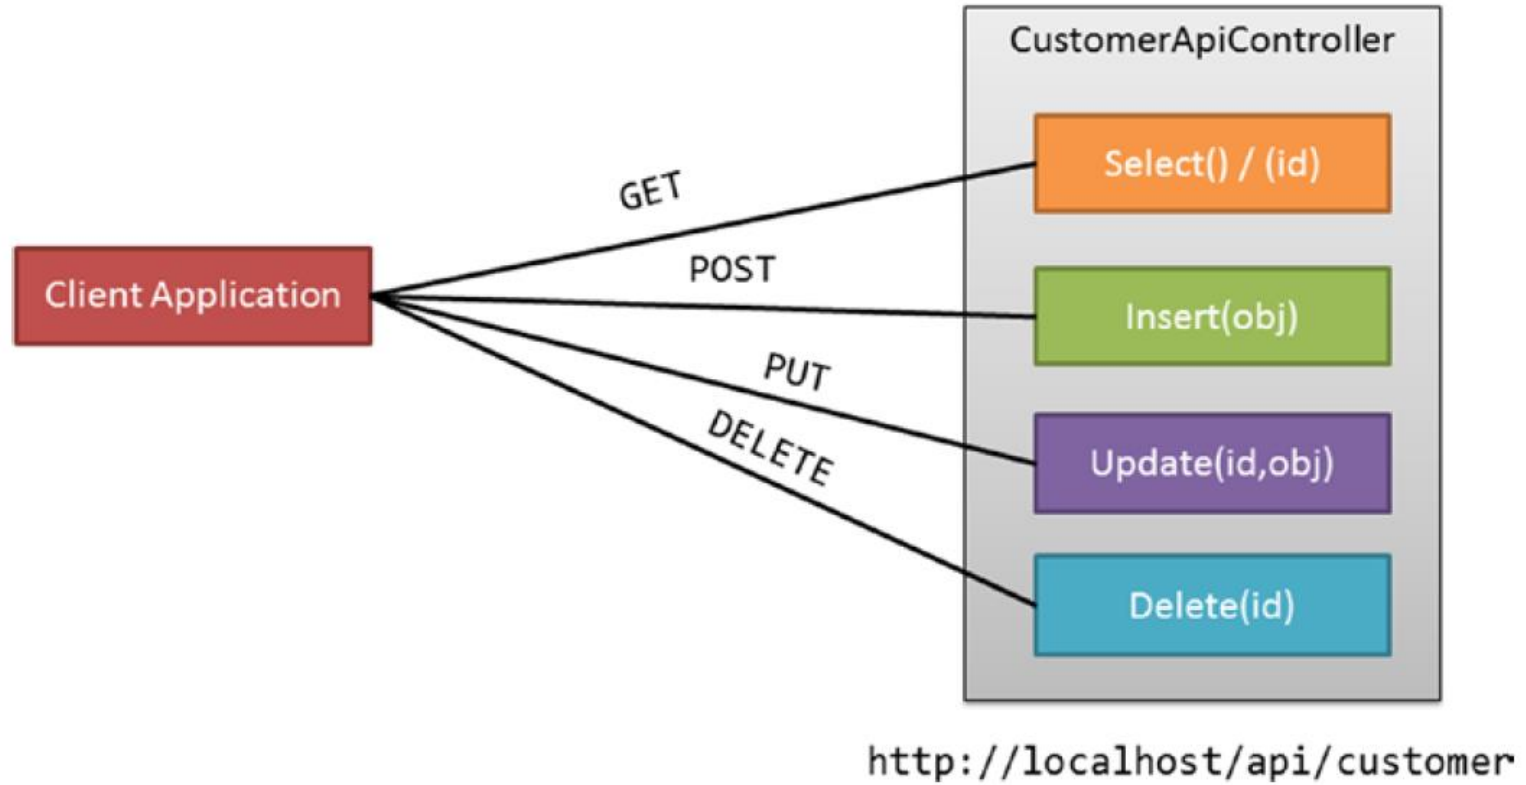 CustomerApiController
Select() / (id)
GET
POST
Client Application
Insert(obj)
PUT
Update(id,obj)
DELETE
Delete(id)
http://localhost/api/customer